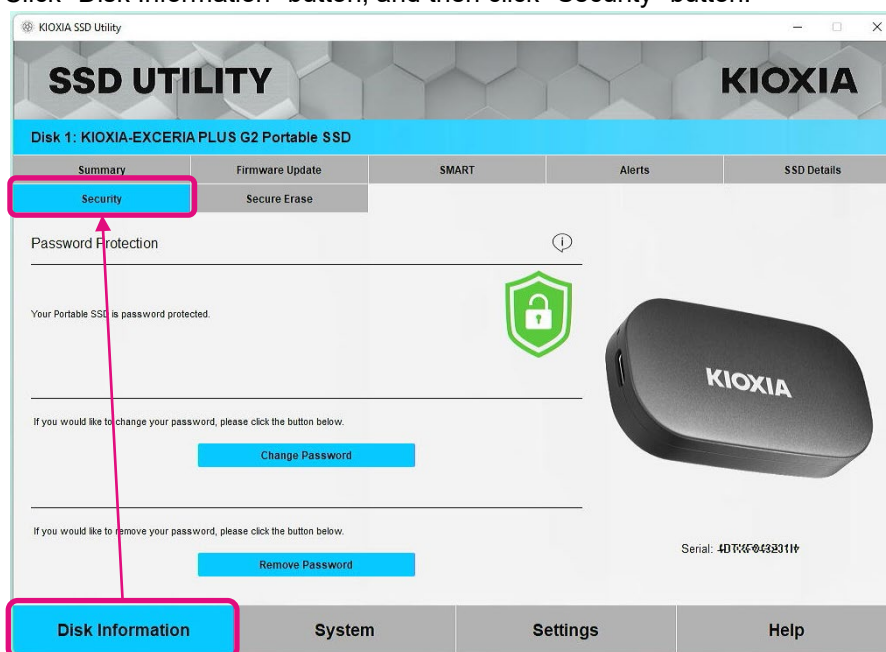 Click "Disk Information" button, and then click "Security" button.
KIOXIA SSD Utility
SSD UTILITY
KIOXIA
Disk 1: KIOXIA-EXCERIA PLUS G2 Portable SSD
Summary Firmware Update SMART Alerts SSD Details
Security Secure Erase
Password Protection
Your Portable SSD is password protected.
KIOXIA
If you would like to change your password, please click the button below.
Change Password
If you would like to remove your password, please click the button below.
Serial:
Remove Password
Disk Information System Settings Help